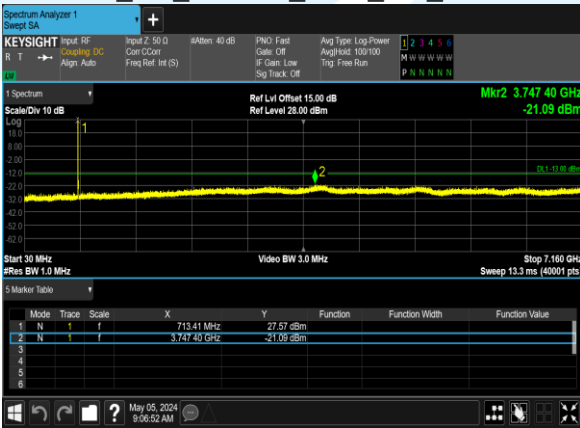 Spectrum Analyzer 1
Swept SA
+
KEYSIGHT Input: RF Input Z: 50 Ω #Atten: 40 dB PNO: Fast Avg Type: Log-Power 1 2 3 4 5 6
R T Coupling: DC Corr CCorr Gate: Off Avg|Hold: 100/100 M W W W W W
Align: Auto Freq Ref: Int (S) IF Gain: Low Trig: Free Run
LV Sig Track: Off P N N N N N
1 Spectrum Ref Lvl Offset 15.00 dB Mkr2 3.747 40 GHz
Scale/Div 10 dB Ref Level 28.00 dBm -21.09 dBm
Log
1
18.0
8.00
-2.00
-12.0 2 DL1 -13.00 dBm
-22.0
-32.0
-42.0
-52.0
-62.0
Start 30 MHz Video BW 3.0 MHz Stop 7.160 GHz
#Res BW 1.0 MHz Sweep 13.3 ms (40001 pts
5 Marker Table
Mode Trace Scale X Y Function Function Width Function Value
1 N 1 f 713.41 MHz 27.57 dBm
2 N 1 f 3.747 40 GHz -21.09 dBm
3
4
5
6
? May 05, 2024
9:06:52 AM